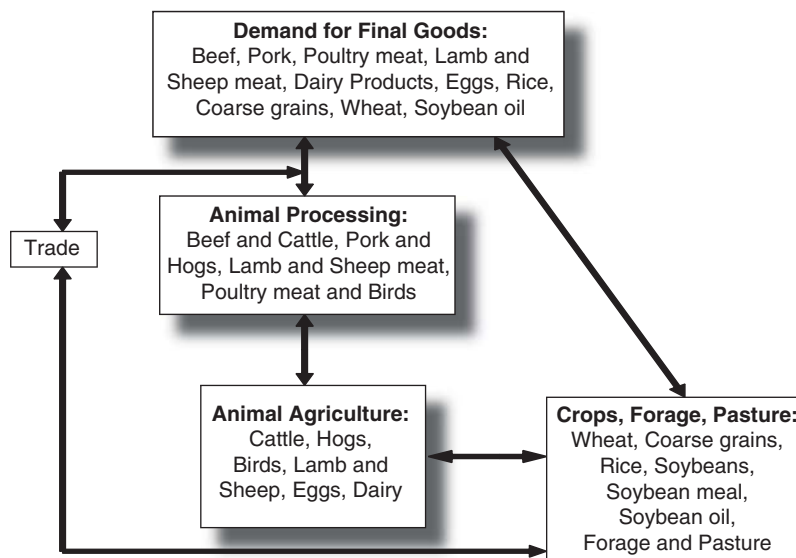 Demand for Final Goods:
Beef, Pork, Poultry meat, Lamb and
Sheep meat, Dairy Products, Eggs, Rice,
Coarse grains, Wheat, Soybean oil
Animal Processing:
Beef and Cattle, Pork and
Hogs, Lamb and Sheep meat,
Poultry meat and Birds
Trade
Animal Agriculture:
Cattle, Hogs,
Birds, Lamb and
Sheep, Eggs, Dairy
Crops, Forage, Pasture:
Wheat, Coarse grains,
Rice, Soybeans,
Soybean meal,
Soybean oil,
Forage and Pasture